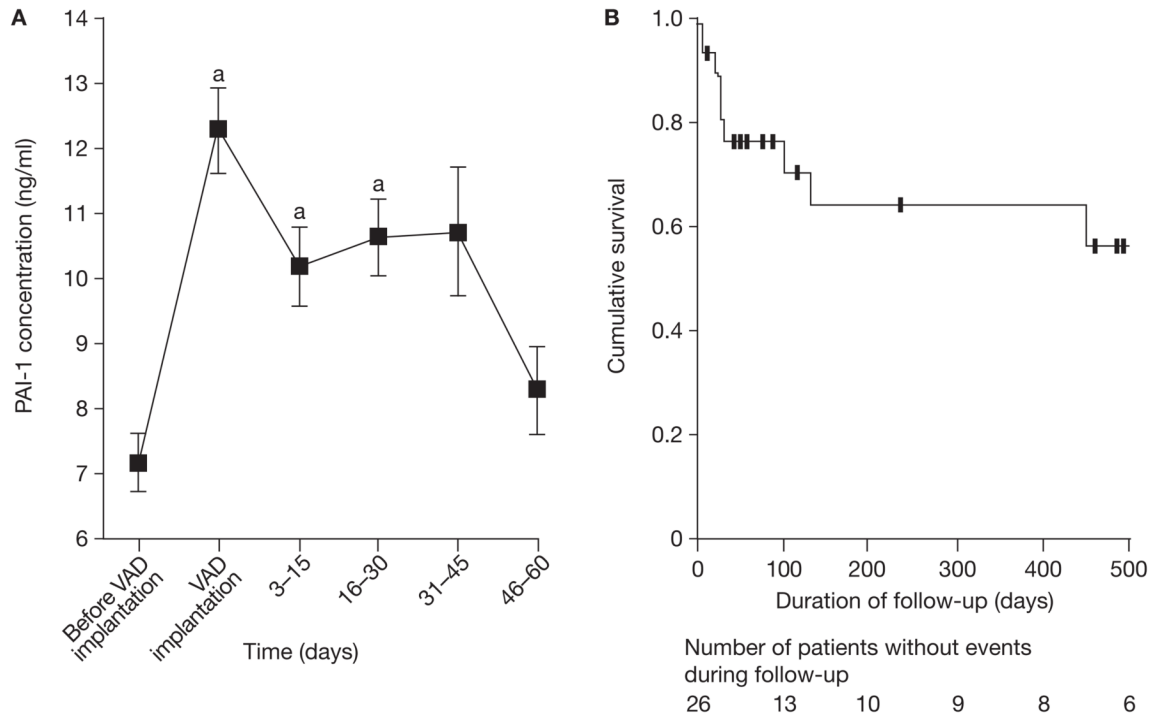 A
14
13
12
11
10
9
8
7
6
PAI-1 concentration (ng/ml)
a
a
a
Before VAD
implantation
VAD
implantation
3–15
16–30
31–45
46–60
Time (days)
B
1.0
0.8
0.6
0.4
0.2
0
Cumulative survival
0 100 200 300 400 500
Duration of follow-up (days)
Number of patients without events
during follow-up
26 13 10 9 8 6